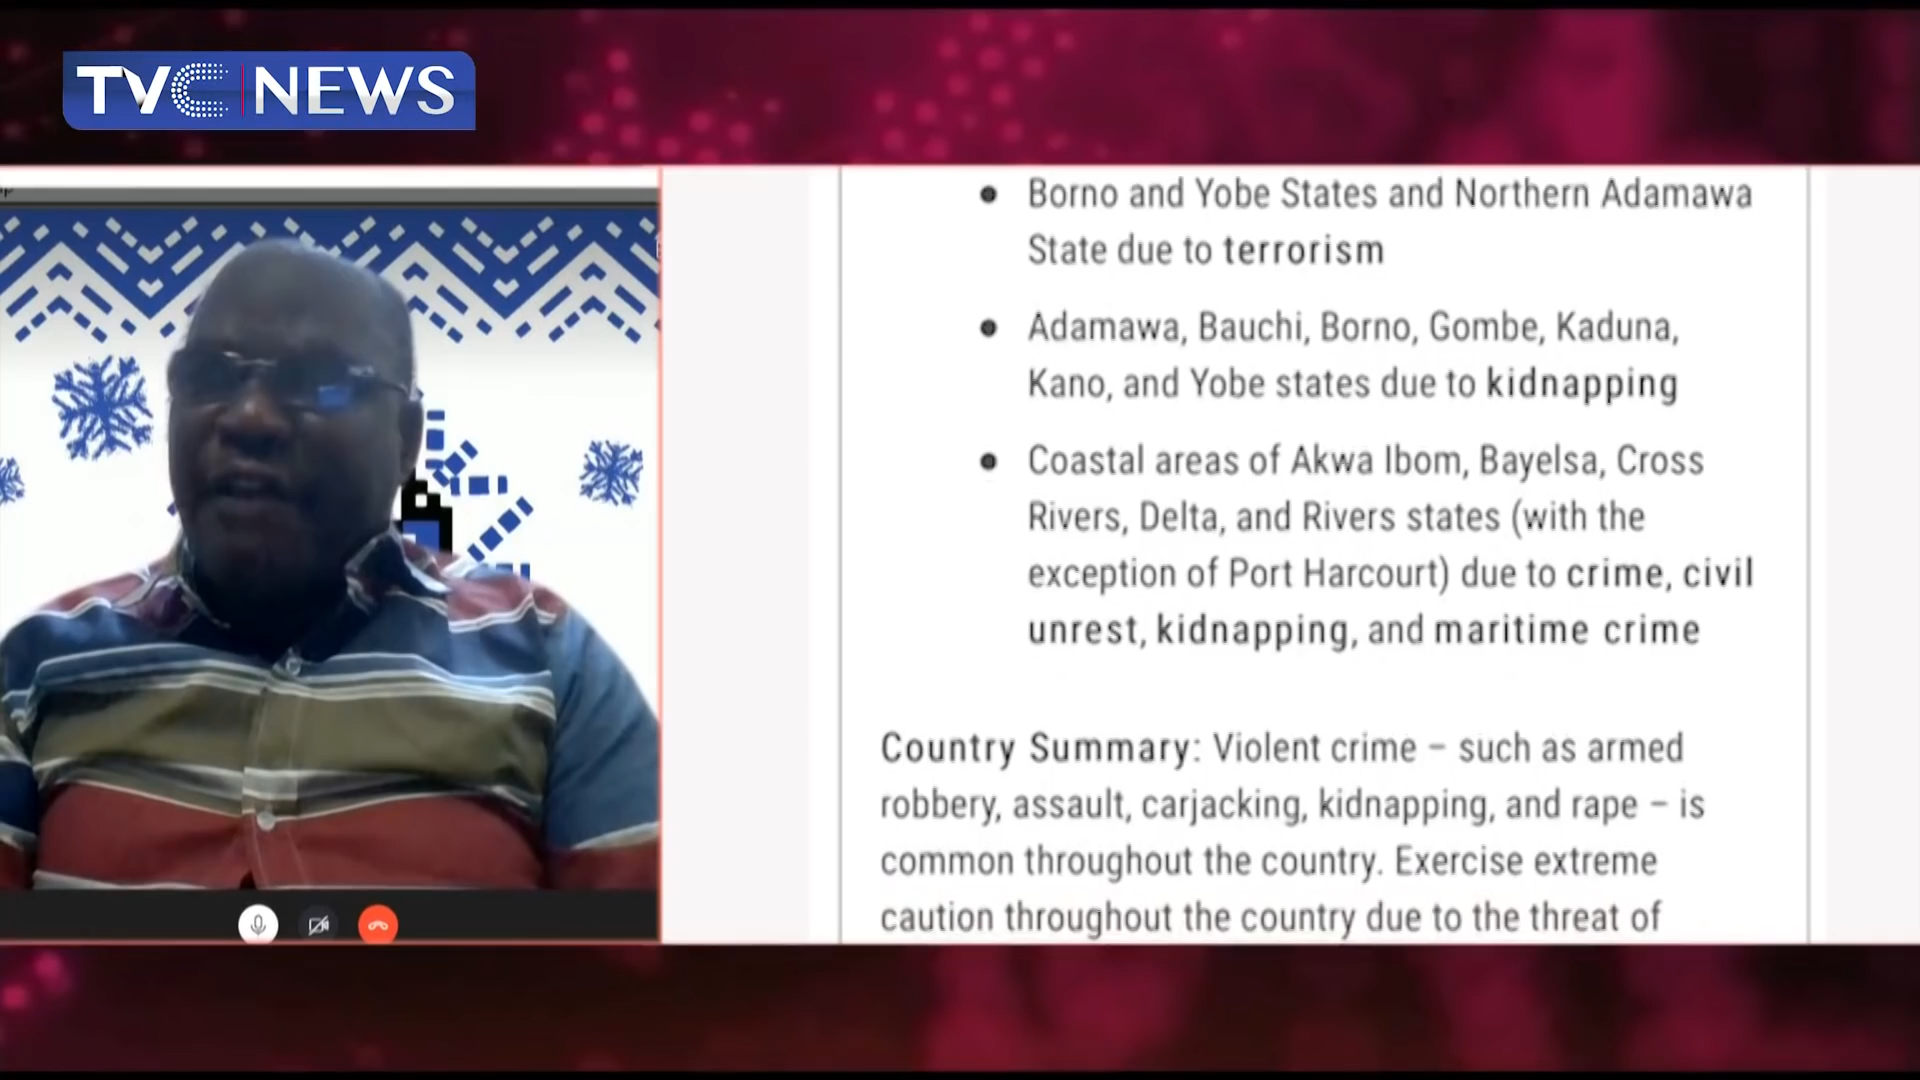 TVC NEWS
Borno and Yobe States and Northern Adamawa
State due to terrorism
Adamawa, Bauchi, Borno, Gombe, Kaduna,
Kano, and Yobe states due to kidnapping
Coastal areas of Akwa Ibom, Bayelsa, Cross
Rivers, Delta, and Rivers states (with the
exception of Port Harcourt) due to crime, civil
unrest, kidnapping, and maritime crime
Country Summary: Violent crime – such as armed
robbery, assault, carjacking, kidnapping, and rape – is
common throughout the country. Exercise extreme
caution throughout the country due to the threat of